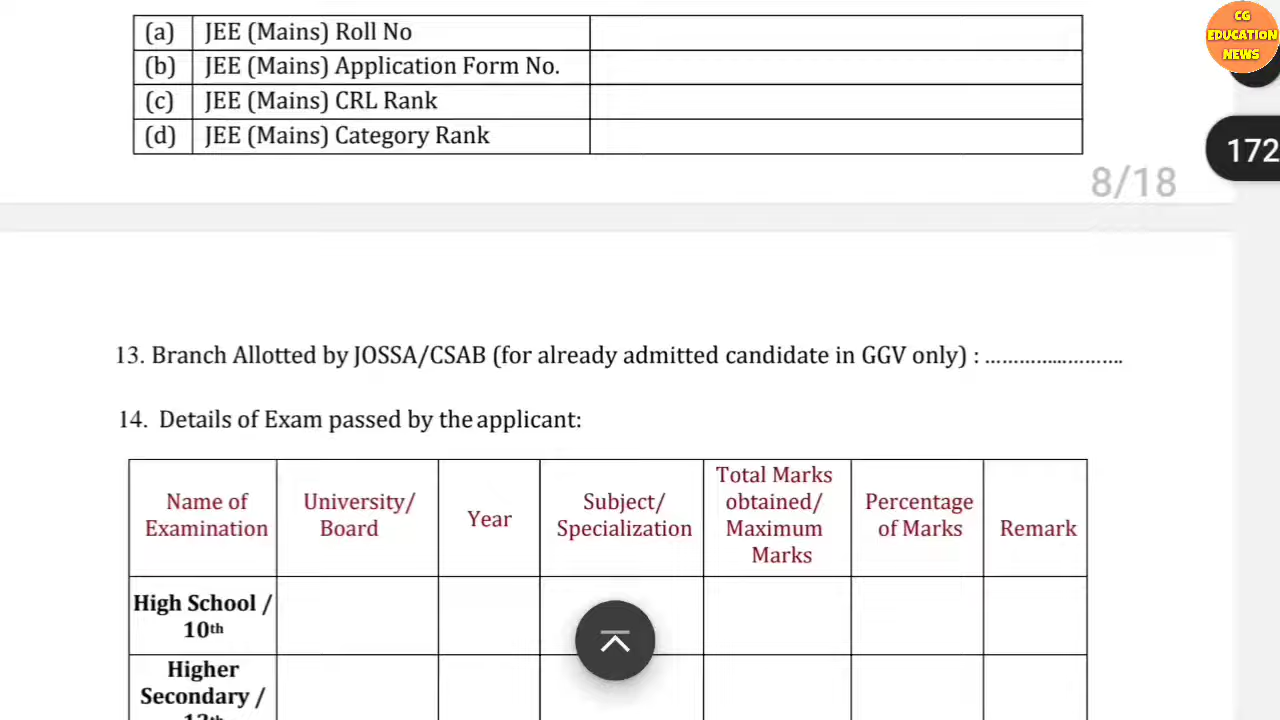 (a) JEE (Mains) Roll No
(b) JEE (Mains) Application Form No.
(c) JEE (Mains) CRL Rank
(d) JEE (Mains) Category Rank
CG
EDUCATION
NEWS
172
8/18
13. Branch Allotted by JOSSA/CSAB (for already admitted candidate in GGV only) : ........................
14. Details of Exam passed by the applicant:
Name of
Examination
University/
Board
Year
Subject/
Specialization
Total Marks
obtained/
Maximum
Marks
Percentage
of Marks
Remark
High School /
10th
Higher
Secondary /
12th